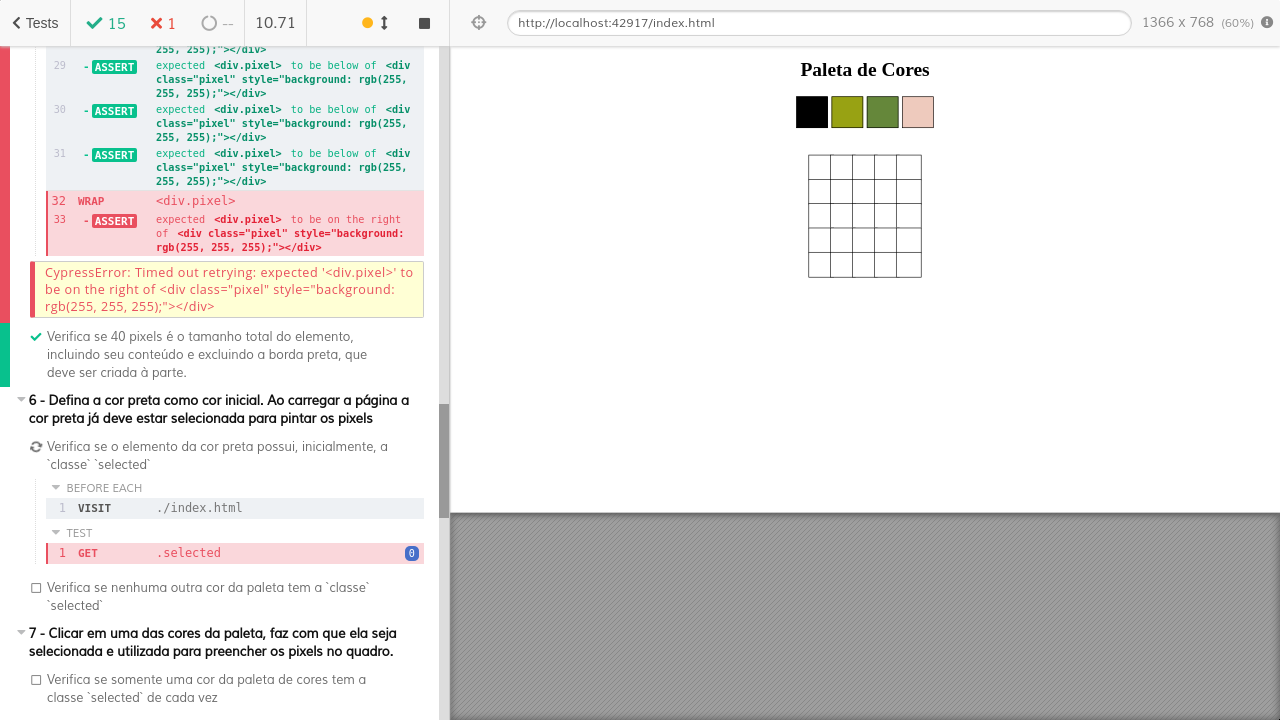 Tests
15
1
--
10.71
255, 255);"></div>
29 - ASSERT expected <div.pixel> to be below of <div
class="pixel" style="background: rgb(255,
255, 255);"></div>
30 - ASSERT expected <div.pixel> to be below of <div
class="pixel" style="background: rgb(255,
255, 255);"></div>
31 - ASSERT expected <div.pixel> to be below of <div
class="pixel" style="background: rgb(255,
255, 255);"></div>
32 WRAP <div.pixel>
33 - ASSERT expected <div.pixel> to be on the right
of <div class="pixel" style="background:
rgb(255, 255, 255);"></div>
CypressError: Timed out retrying: expected '<div.pixel>' to
be on the right of <div class="pixel" style="background:
rgb(255, 255, 255);"></div>
Verifica se 40 pixels é o tamanho total do elemento,
incluindo seu conteúdo e excluindo a borda preta, que
deve ser criada à parte.
6 - Defina a cor preta como cor inicial. Ao carregar a página a
cor preta já deve estar selecionada para pintar os pixels
Verifica se o elemento da cor preta possui, inicialmente, a
`classe` `selected`
BEFORE EACH
1 VISIT ./index.html
TEST
1 GET .selected 0
Verifica se nenhuma outra cor da paleta tem a `classe`
`selected`
7 - Clicar em uma das cores da paleta, faz com que ela seja
selecionada e utilizada para preencher os pixels no quadro.
Verifica se somente uma cor da paleta de cores tem a
classe `selected` de cada vez
http://localhost:42917/index.html
1366 x 768 (60%)
Paleta de Cores